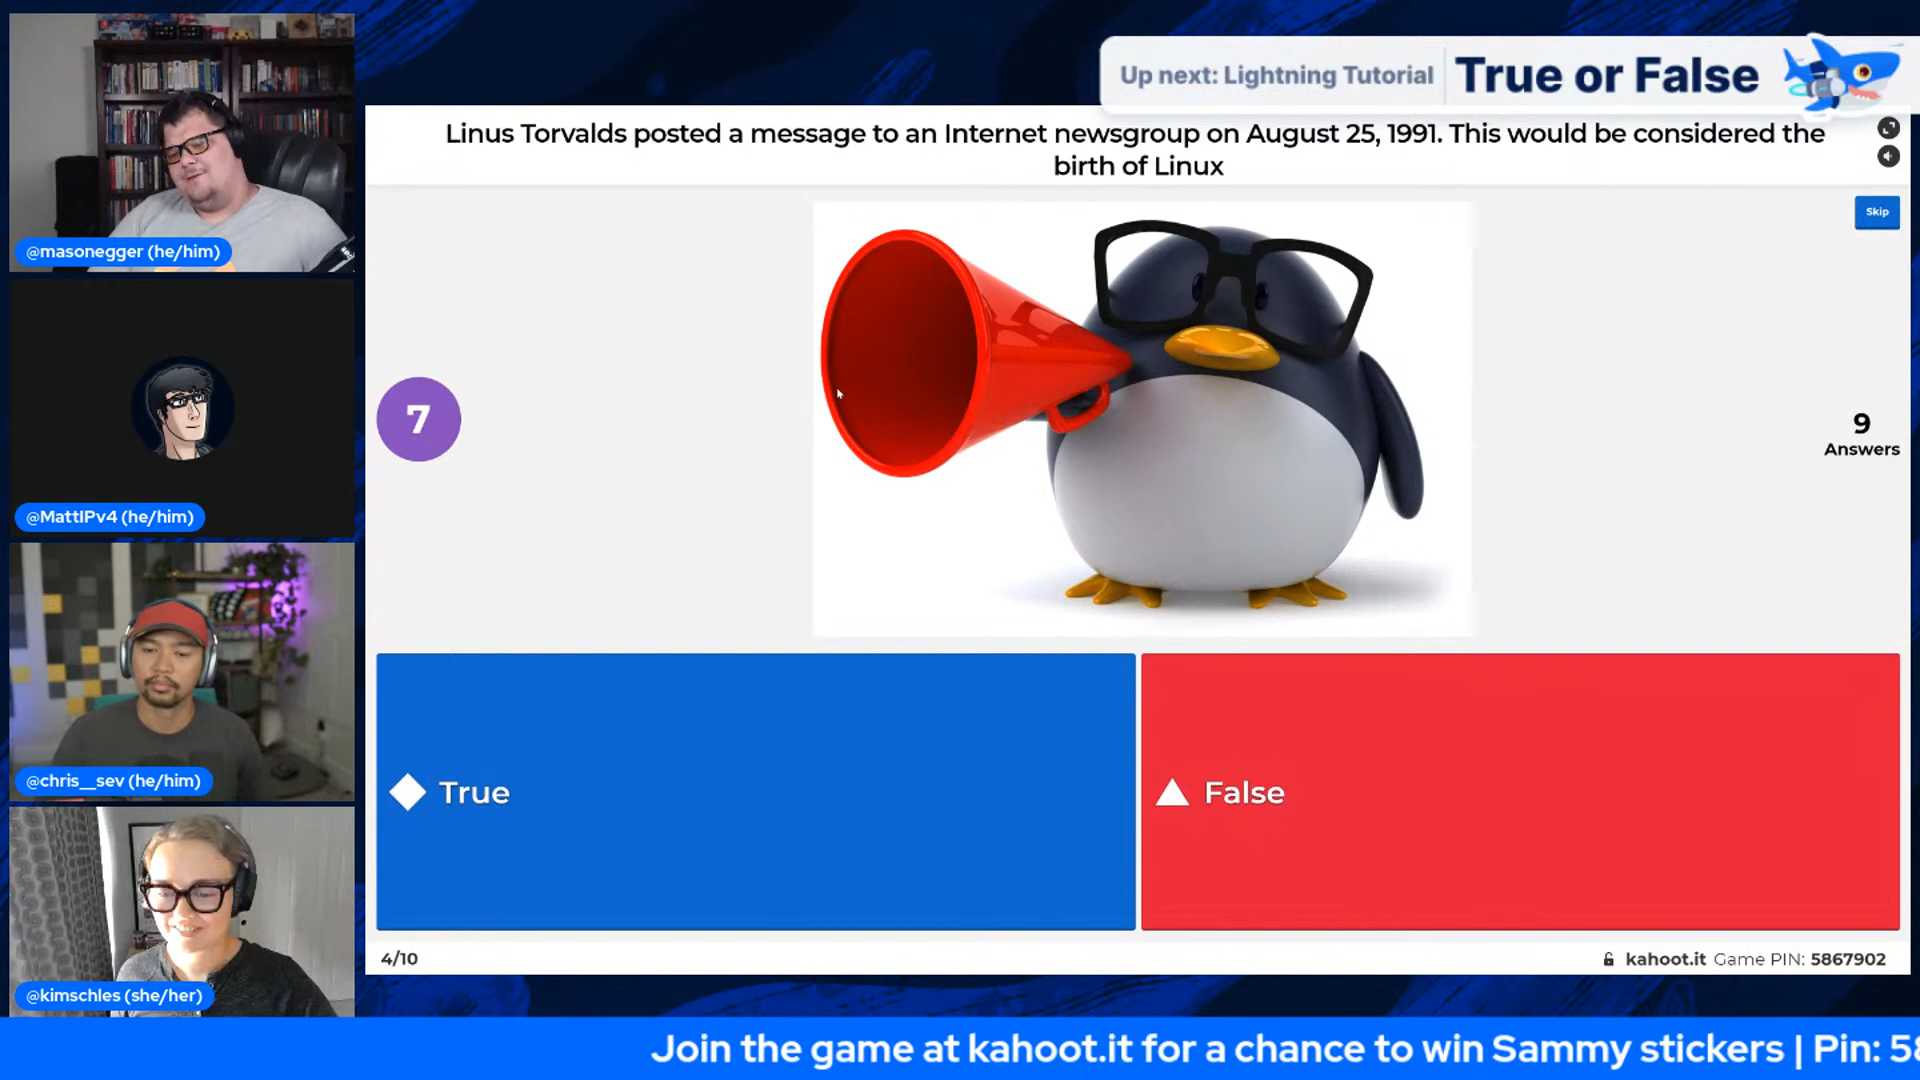 @masonegger (he/him)
@MattIPv4 (he/him)
@chris__sev (he/him)
@kimschles (she/her)
Up next: Lightning Tutorial
True or False
Linus Torvalds posted a message to an Internet newsgroup on August 25, 1991. This would be considered the
birth of Linux
Skip
7
9
Answers
True
False
4/10
kahoot.it Game PIN: 5867902
Join the game at kahoot.it for a chance to win Sammy stickers | Pin: 58